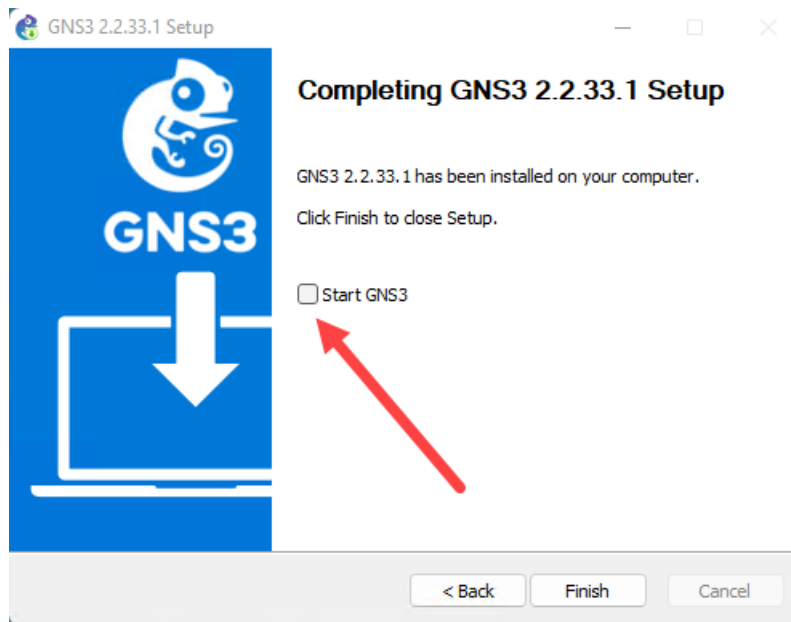 GNS3 2.2.33.1 Setup
GNS3
Completing GNS3 2.2.33.1 Setup
GNS3 2.2.33.1 has been installed on your computer.
Click Finish to close Setup.
Start GNS3
< Back
Finish
Cancel